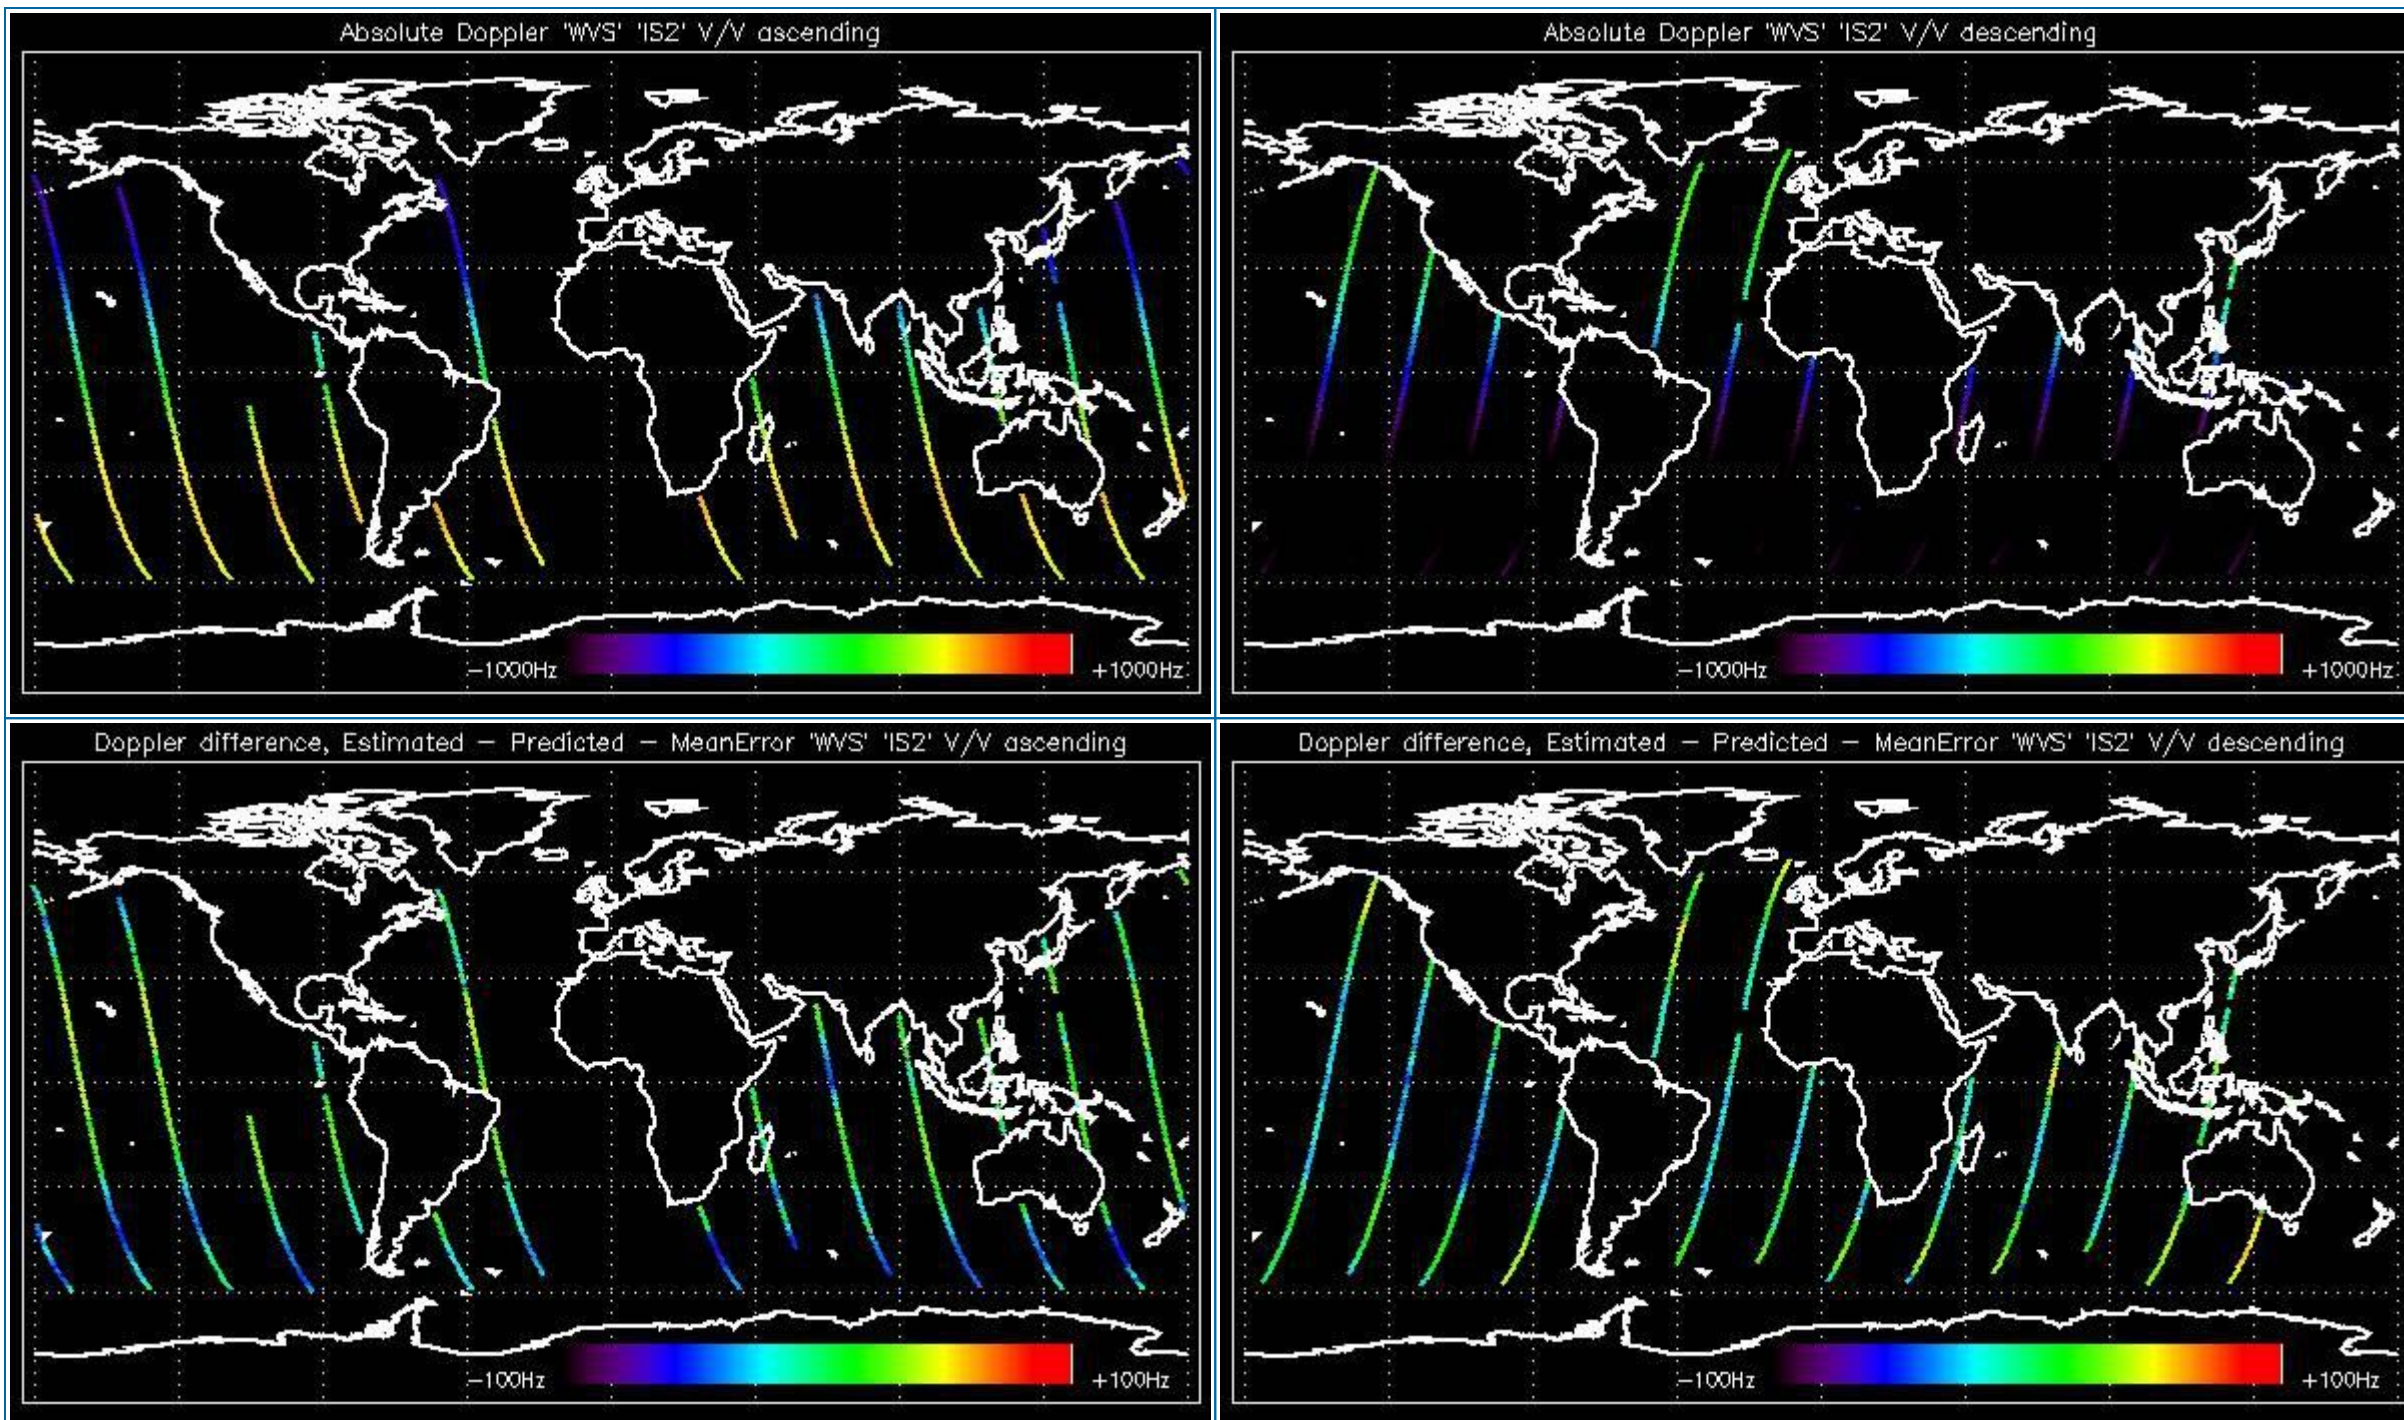 Absolute Doppler 'WVS' 'IS2' V/V ascending
-1000Hz
+1000Hz
Absolute Doppler 'WVS' 'IS2' V/V descending
-1000Hz
+1000Hz
Doppler difference, Estimated - Predicted - MeanError 'WVS' 'IS2' V/V ascending
-100Hz
+100Hz
Doppler difference, Estimated - Predicted - MeanError 'WVS' 'IS2' V/V descending
-100Hz
+100Hz